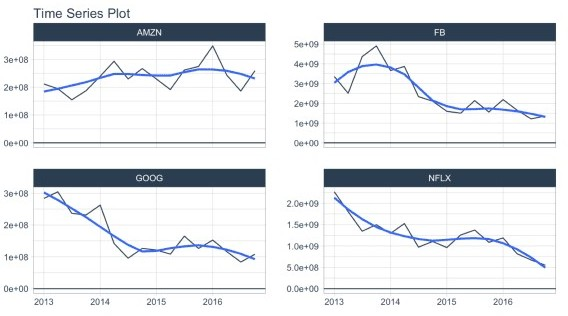 Time Series Plot
AMZN
3e+08
2e+08
1e+08
0e+00
FB
5e+09
4e+09
3e+09
2e+09
1e+09
0e+00
GOOG
3e+08
2e+08
1e+08
0e+00
2013 2014 2015 2016
NFLX
2.0e+09
1.5e+09
1.0e+09
5.0e+08
0.0e+00
2013 2014 2015 2016